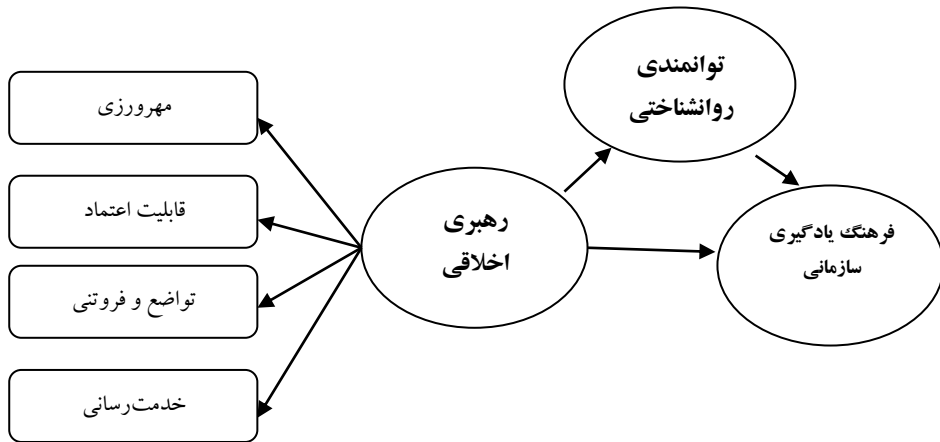 توانمندی
روانشناختی
مهرورزی
قابلیت اعتماد
رهبری
اخلاقی
فرهنگ یادگیری
سازمانی
تواضع و فروتنی
خدمت‌رسانی